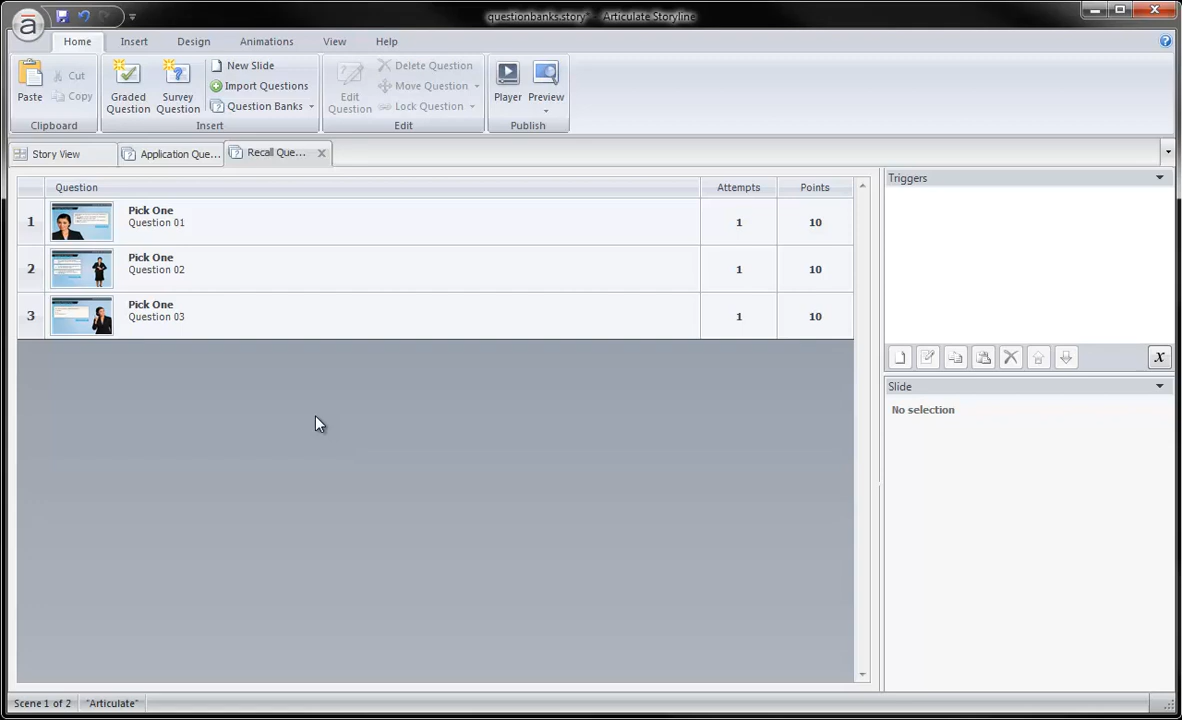 questionbanks.story* - Articulate Storyline
Home Insert Design Animations View Help
Paste
Cut
Copy
Clipboard
Graded Question
Survey Question
New Slide
Import Questions
Question Banks
Insert
Edit Question
Delete Question
Move Question
Lock Question
Edit
Player
Preview
Publish
Story View Application Que... Recall Que...
Question Attempts Points
1 Pick One 1 10
Question 01
2 Pick One 1 10
Question 02
3 Pick One 1 10
Question 03
Triggers
x
Slide
No selection
Scene 1 of 2 "Articulate"